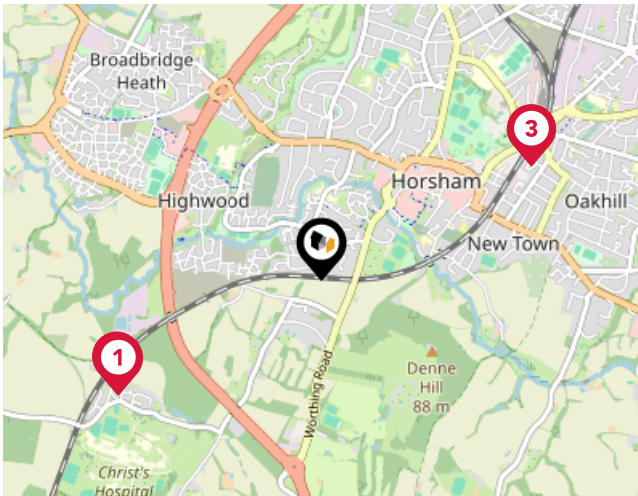 Broadbridge
Heath
3
Horsham
Highwood
Oakhill
New Town
1
Worthing Road
Denne
Hill
88 m
Christ's
Hospital